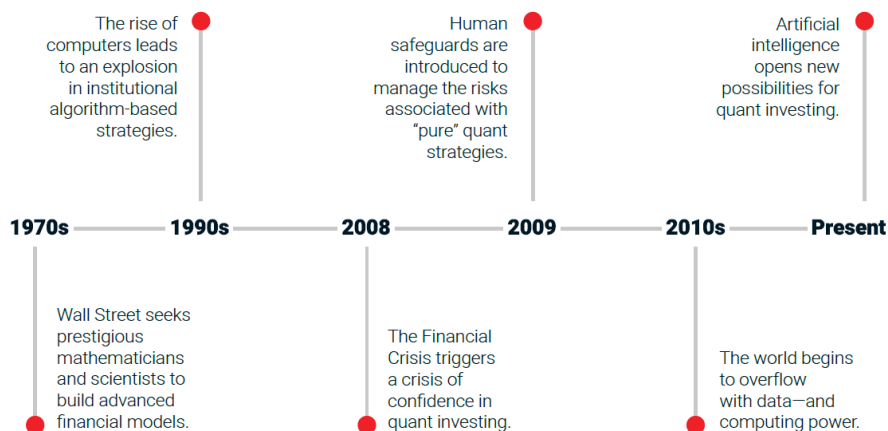 The rise of
computers leads
to an explosion
in institutional
algorithm-based
strategies.
Human
safeguards are
introduced to
manage the risks
associated with
“pure” quant
strategies.
Artificial
intelligence
opens new
possibilities for
quant investing.
1970s
1990s
2008
2009
2010s
Present
Wall Street seeks
prestigious
mathematicians
and scientists to
build advanced
financial models.
The Financial
Crisis triggers
a crisis of
confidence in
quant investing.
The world begins
to overflow
with data—and
computing power.